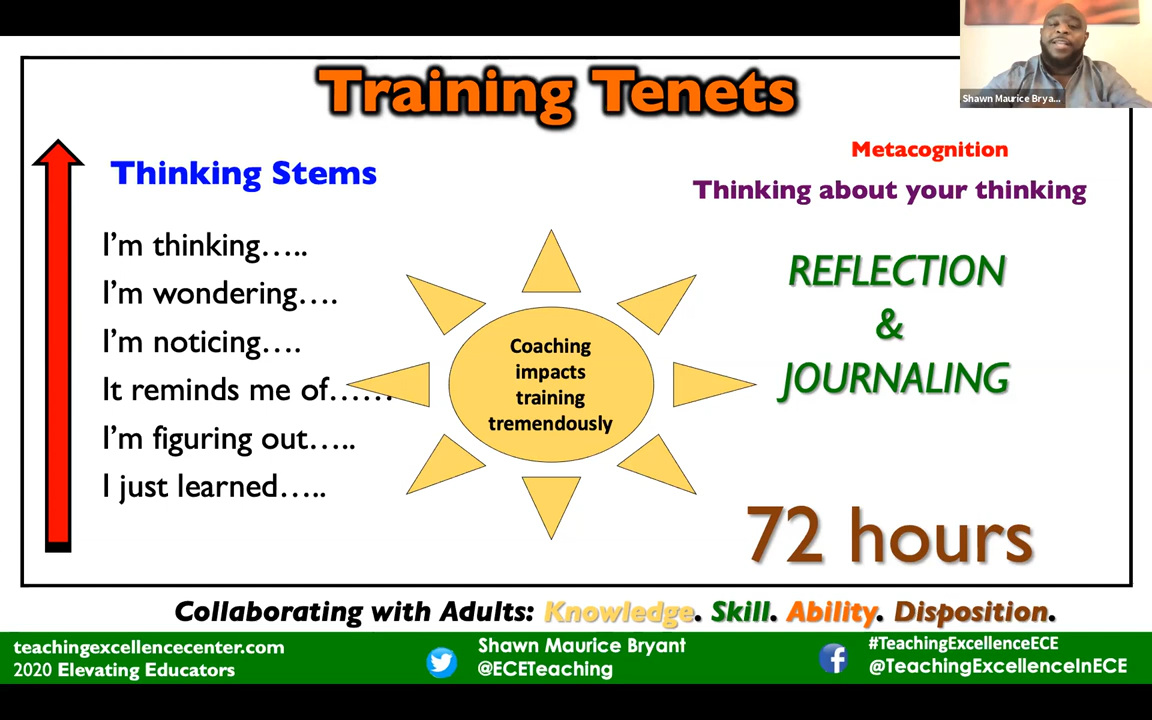 Training Tenets
Shawn Maurice Brya...
Thinking Stems
I'm thinking…..
I'm wondering….
I'm noticing….
It reminds me of……
I'm figuring out…..
I just learned…..
Coaching
impacts
training
tremendously
Metacognition
Thinking about your thinking
REFLECTION
&
JOURNALING
72 hours
Collaborating with Adults: Knowledge. Skill. Ability. Disposition.
teachingexcellencecenter.com
2020 Elevating Educators
Shawn Maurice Bryant
@ECETeaching
#TeachingExcellenceECE
@TeachingExcellenceInECE